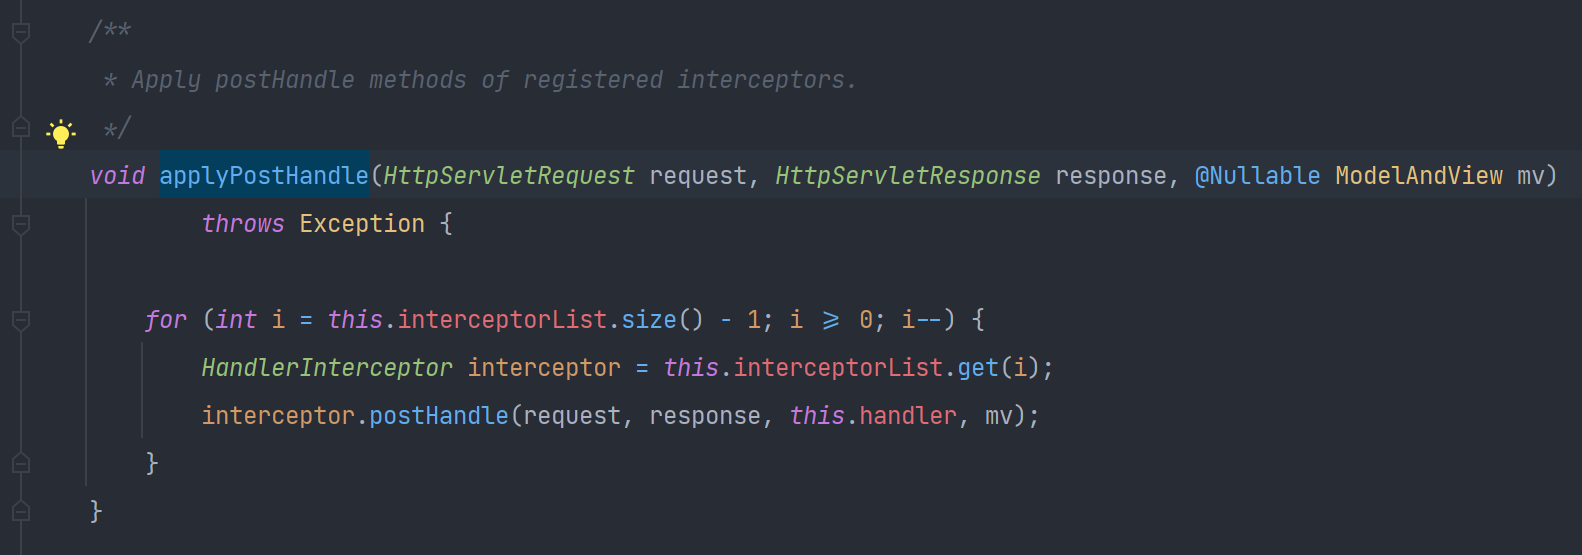 /**
* Apply postHandle methods of registered interceptors.
*/
void applyPostHandle(HttpServletRequest request, HttpServletResponse response, @Nullable ModelAndView mv)
throws Exception {
for (int i = this.interceptorList.size() - 1; i >= 0; i--) {
HandlerInterceptor interceptor = this.interceptorList.get(i);
interceptor.postHandle(request, response, this.handler, mv);
}
}